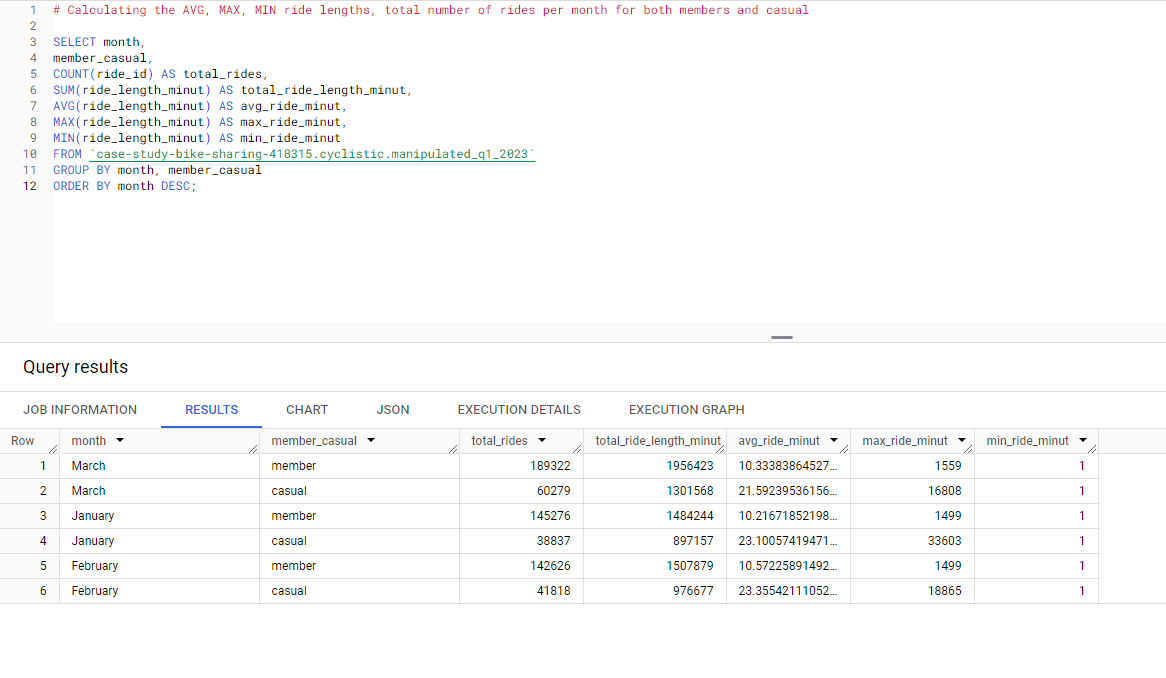 1 # Calculating the AVG, MAX, MIN ride lengths, total number of rides per month for both members and casual
2
3 SELECT month,
4 member_casual,
5 COUNT(ride_id) AS total_rides,
6 SUM(ride_length_minut) AS total_ride_length_minut,
7 AVG(ride_length_minut) AS avg_ride_minut,
8 MAX(ride_length_minut) AS max_ride_minut,
9 MIN(ride_length_minut) AS min_ride_minut
10 FROM `case-study-bike-sharing-418315.cyclistic.manipulated_q1_2023`
11 GROUP BY month, member_casual
12 ORDER BY month DESC;
Query results
JOB INFORMATION RESULTS CHART JSON EXECUTION DETAILS EXECUTION GRAPH
Row month member_casual total_rides total_ride_length_minut avg_ride_minut max_ride_minut min_ride_minut
1 March member 189322 1956423 10.33383864527... 1559 1
2 March casual 60279 1301568 21.59239536156... 16808 1
3 January member 145276 1484244 10.21671852198... 1499 1
4 January casual 38837 897157 23.10057419471... 33603 1
5 February member 142626 1507879 10.57225891492... 1499 1
6 February casual 41818 976677 23.35542111052... 18865 1